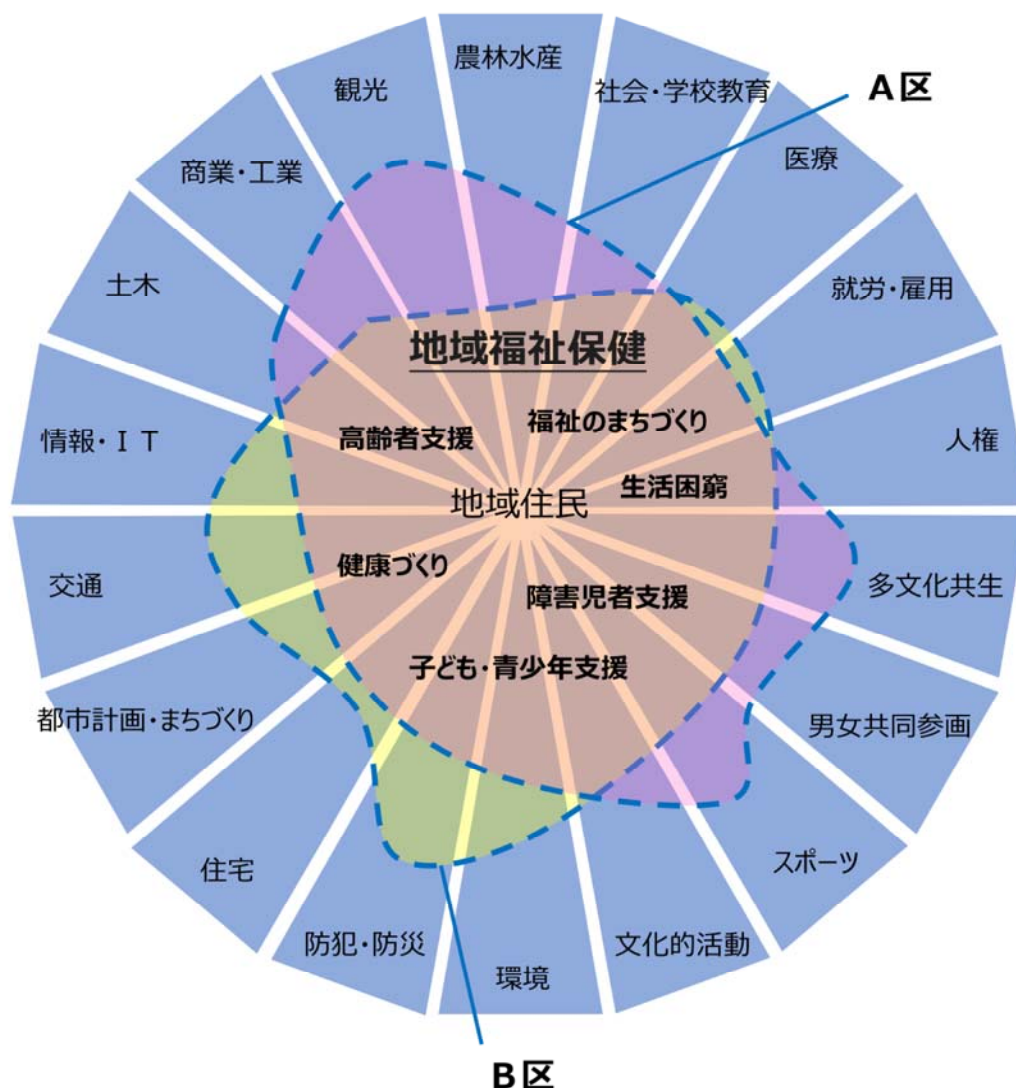 農林水産
社会・学校教育
A区
観光
医療
商業・工業
就労・雇用
土木
地域福祉保健
福祉のまちづくり
人権
情報・IT
高齢者支援
生活困窮
地域住民
健康づくり
交通
障害児者支援
多文化共生
子ども・青少年支援
都市計画・まちづくり
男女共同参画
住宅
スポーツ
防犯・防災
文化的活動
環境
B区